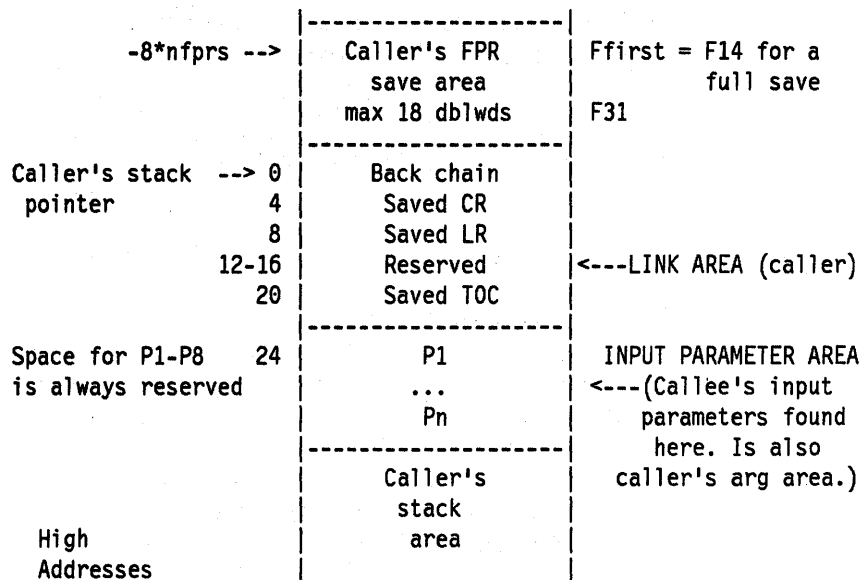 |-----------------------|
-8*nfprs --> | Caller's FPR | Ffirst = F14 for a
| save area | full save
| max 18 dblwds | F31
|-----------------------|
Caller's stack --> 0 | Back chain |
pointer 4 | Saved CR |
8 | Saved LR |
12-16 | Reserved |<---LINK AREA (caller)
20 | Saved TOC |
|-----------------------|
Space for P1-P8 24 | P1 | INPUT PARAMETER AREA
is always reserved | ... | <---(Callee's input
| Pn | parameters found
|-----------------------| here. Is also
| Caller's | caller's arg area.)
| stack |
High | area |
Addresses | |